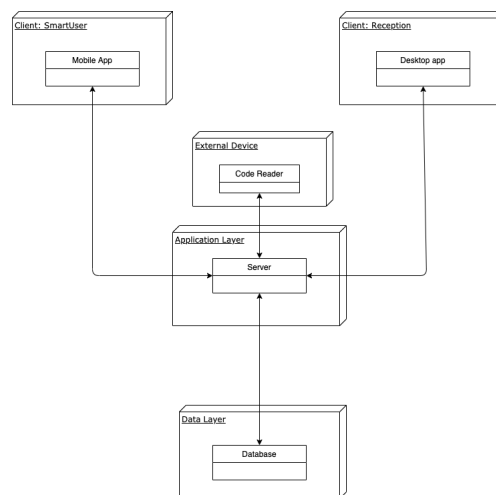 Client: SmartUser
Mobile App
Client: Reception
Desktop app
External Device
Code Reader
Application Layer
Server
Data Layer
Database